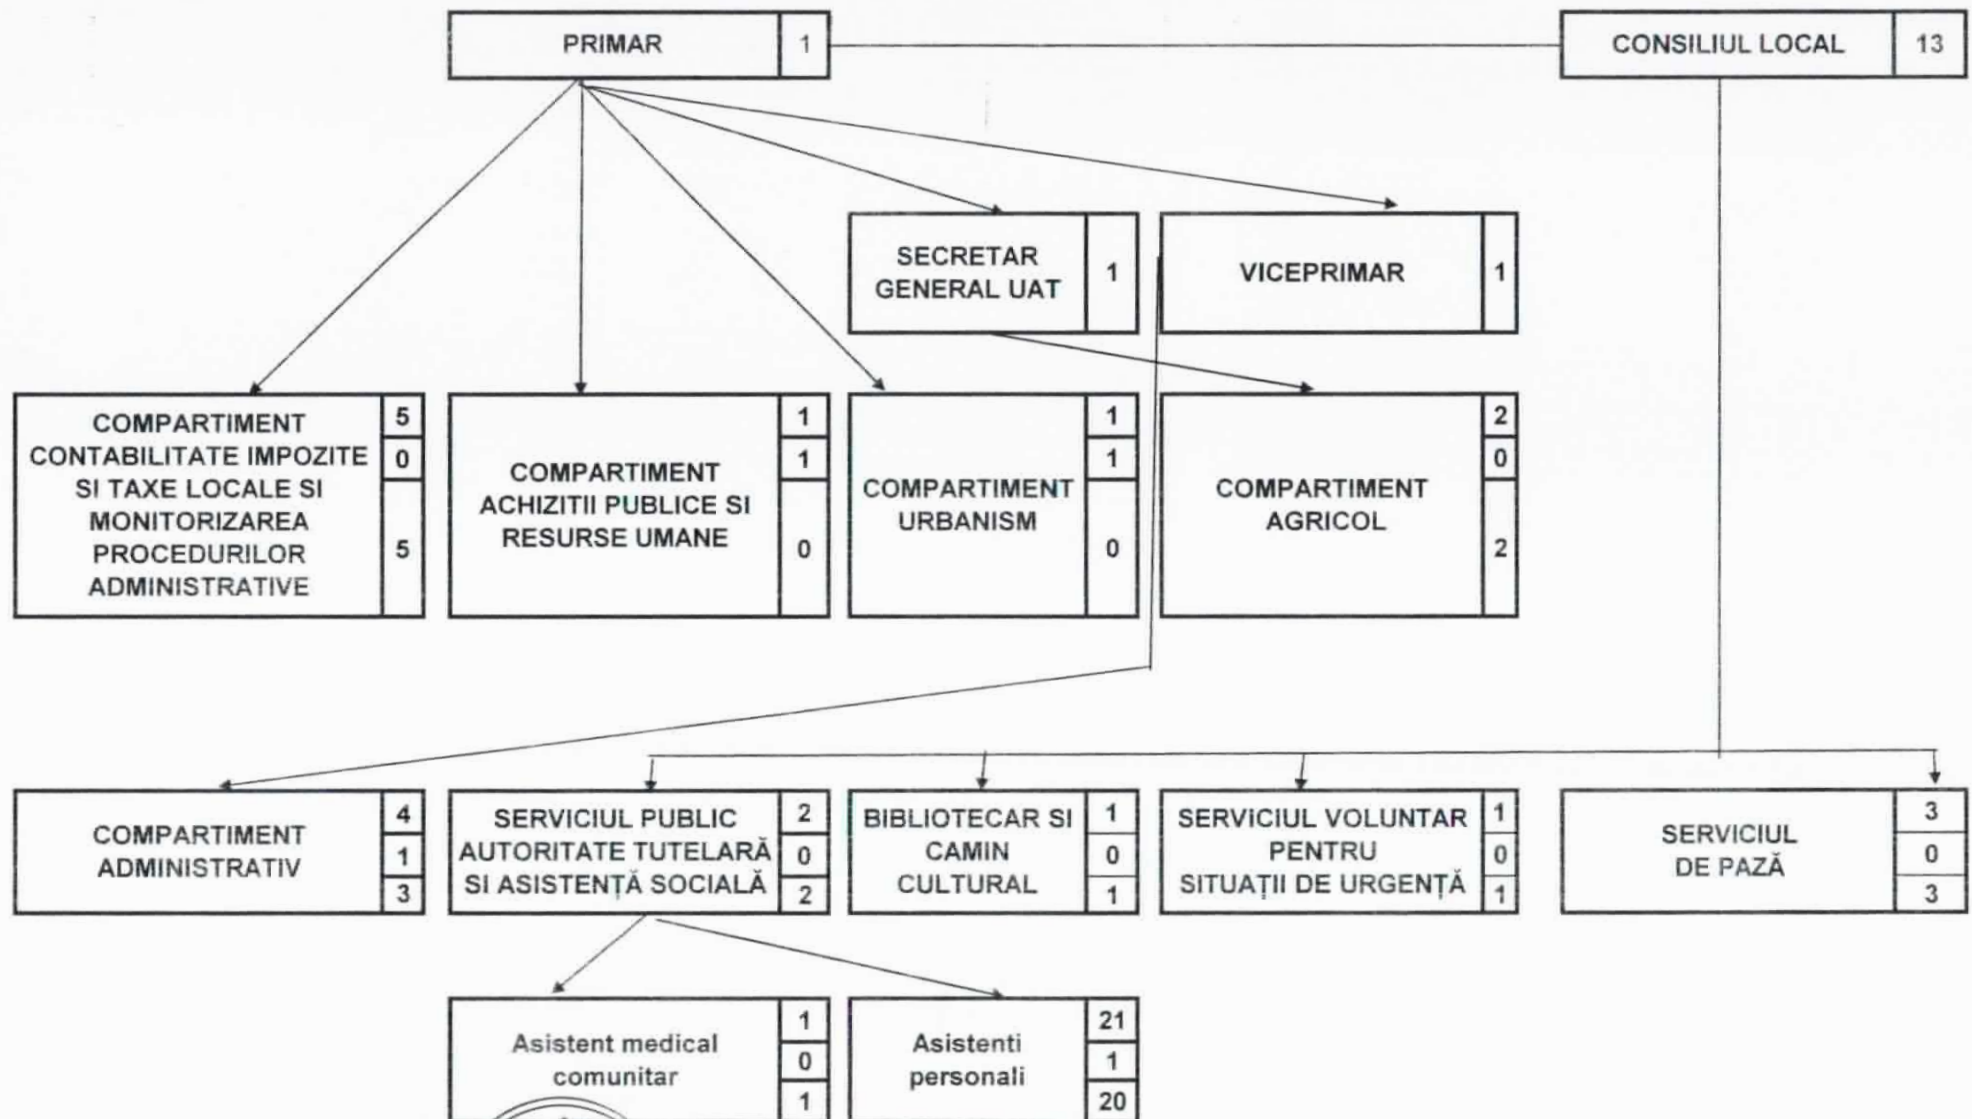 PRIMAR 1
CONSILIUL LOCAL 13
SECRETAR
GENERAL UAT
1
VICEPRIMAR 1
COMPARTIMENT
CONTABILITATE IMPOZITE
SI TAXE LOCALE SI
MONITORIZAREA
PROCEDURILOR
ADMINISTRATIVE
5
0
5
COMPARTIMENT
ACHIZITII PUBLICE SI
RESURSE UMANE
1
1
0
COMPARTIMENT
URBANISM
1
1
0
COMPARTIMENT
AGRICOL
2
0
2
COMPARTIMENT
ADMINISTRATIV
4
1
3
SERVICIUL PUBLIC
AUTORITATE TUTELARĂ
SI ASISTENȚĂ SOCIALĂ
2
0
2
BIBLIOTECAR SI
CAMIN
CULTURAL
1
0
1
SERVICIUL VOLUNTAR
PENTRU
SITUAȚII DE URGENȚĂ
1
0
1
SERVICIUL
DE PAZĂ
3
0
3
Asistent medical
comunitar
1
0
1
Asistenti
personali
21
1
20